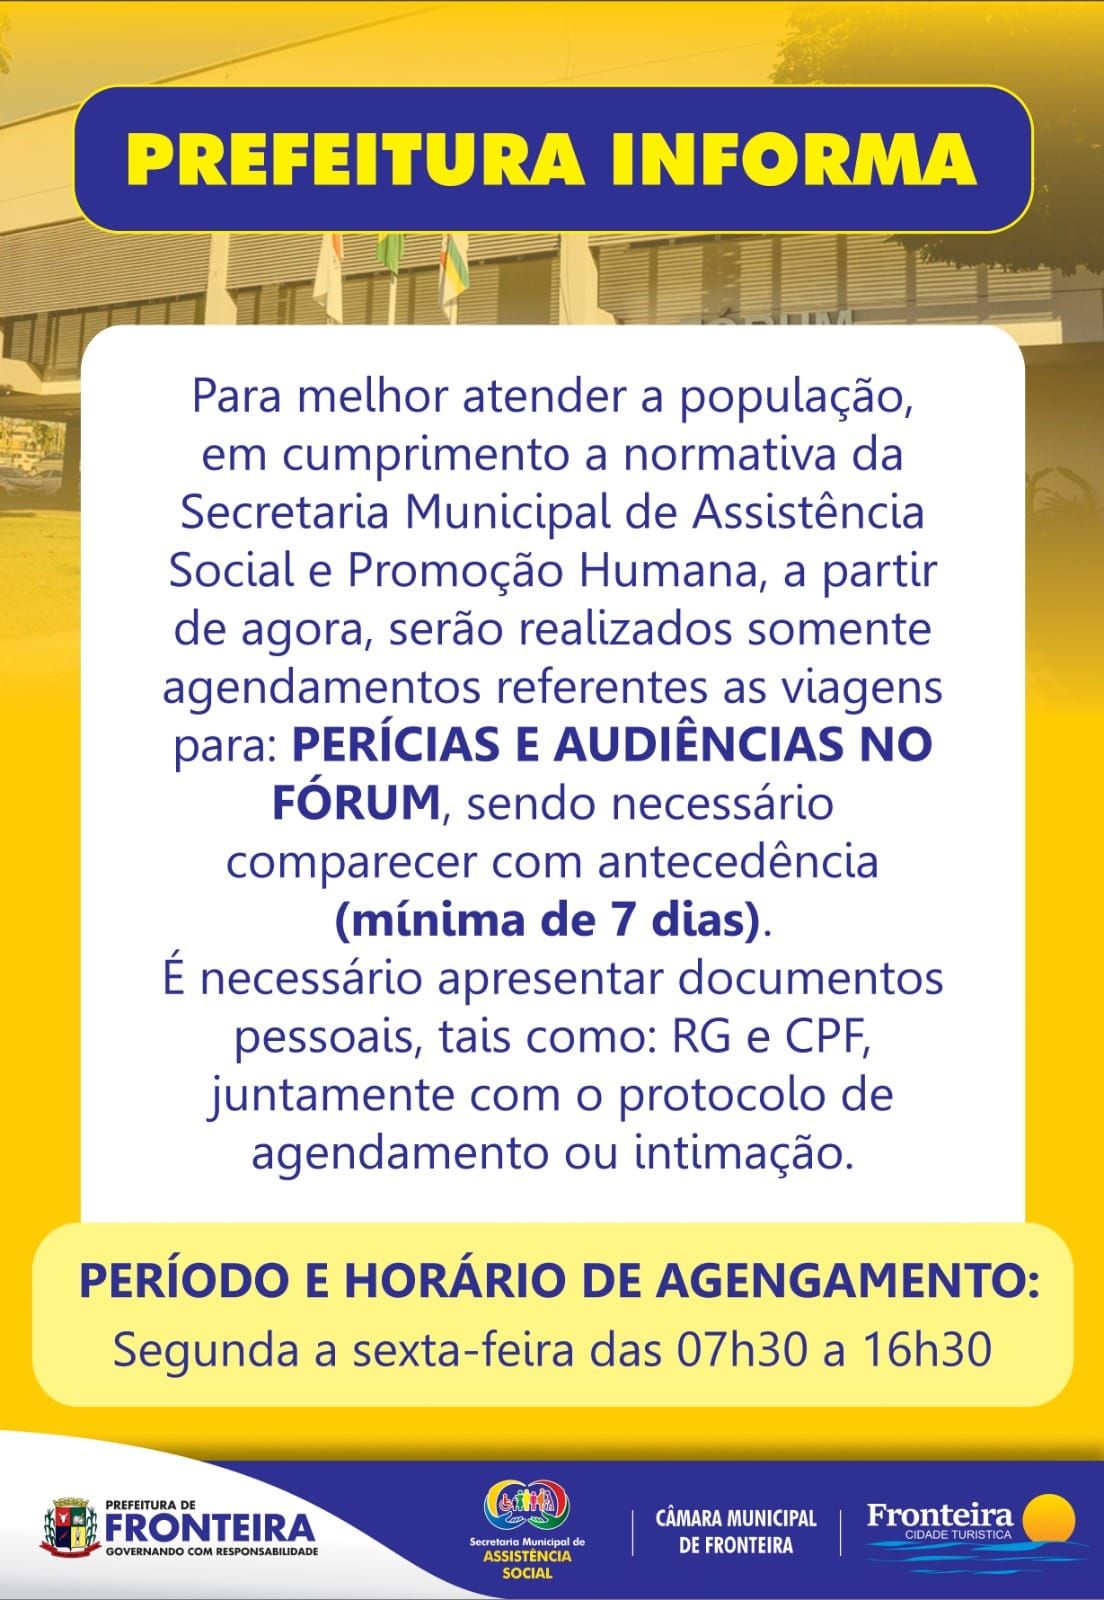 PREFEITURA INFORMA
FÓRUM
Para melhor atender a população,
em cumprimento a normativa da
Secretaria Municipal de Assistência
Social e Promoção Humana, a partir
de agora, serão realizados somente
agendamentos referentes as viagens
para: PERÍCIAS E AUDIÊNCIAS NO
FÓRUM, sendo necessário
comparecer com antecedência
(mínima de 7 dias).
É necessário apresentar documentos
pessoais, tais como: RG e CPF,
juntamente com o protocolo de
agendamento ou intimação.
PERÍODO E HORÁRIO DE AGENGAMENTO:
Segunda a sexta-feira das 07h30 a 16h30
PREFEITURA DE
FRONTEIRA
GOVERNANDO COM RESPONSABILIDADE
Secretaria Municipal de
ASSISTÊNCIA
SOCIAL
CÂMARA MUNICIPAL
DE FRONTEIRA
Fronteira
CIDADE TURISTICA